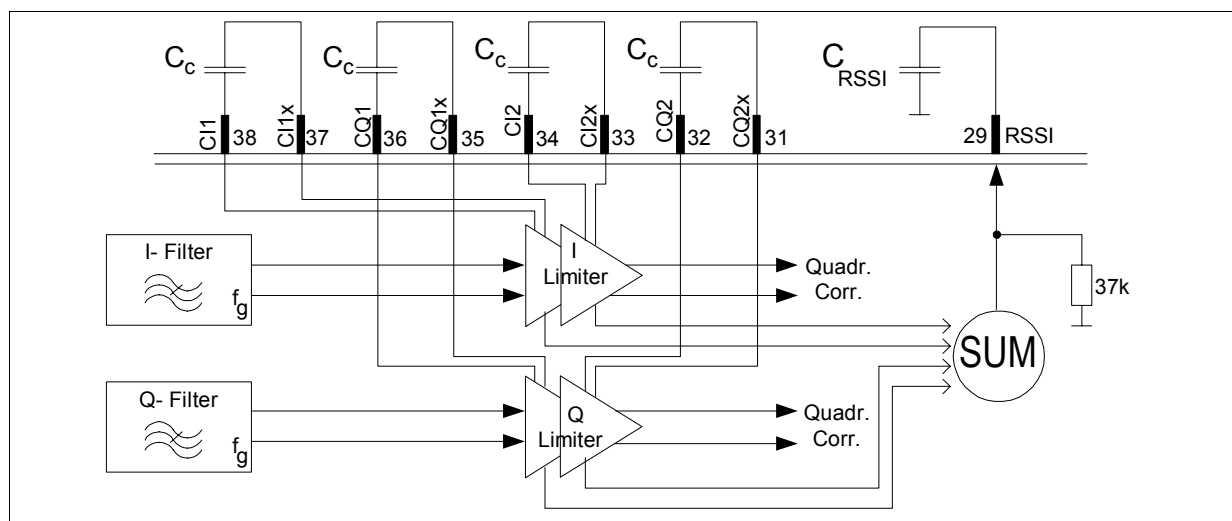 Cc
Cc
Cc
Cc
CRSSI
CI1
38
CI1x
37
CQ1
36
CQ1x
35
CI2
34
CI2x
33
CQ2
32
CQ2x
31
29
RSSI
I- Filter
fg
I
Limiter
Quadr.
Corr.
37k
SUM
Q- Filter
fg
Q
Limiter
Quadr.
Corr.